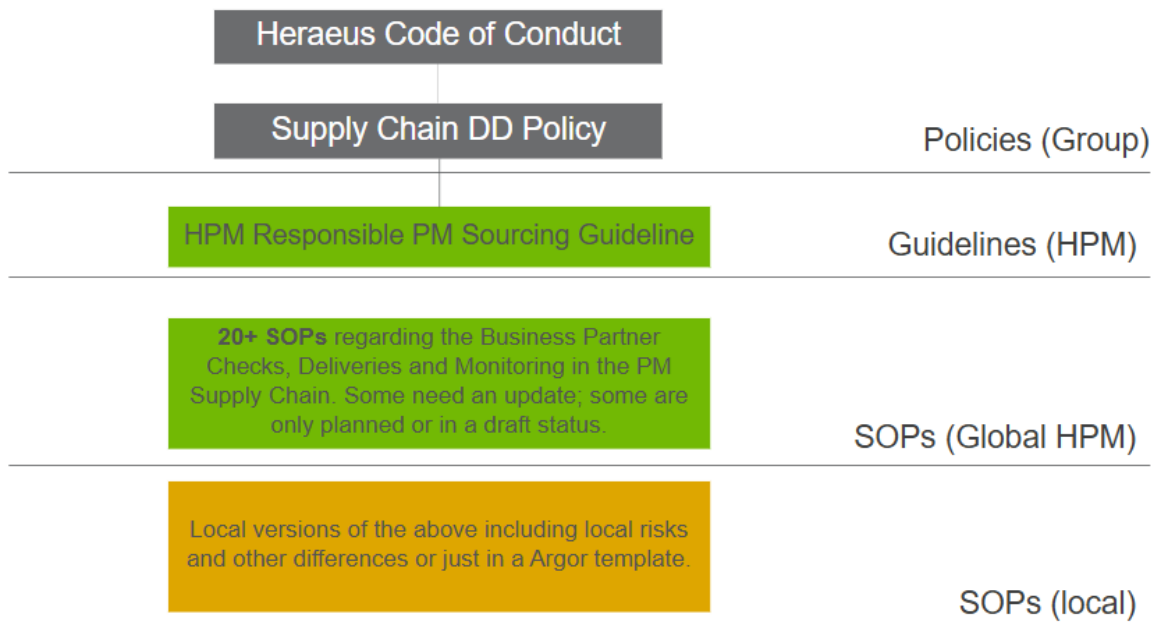 Heraeus Code of Conduct
Supply Chain DD Policy
Policies (Group)
HPM Responsible PM Sourcing Guideline
Guidelines (HPM)
20+ SOPs regarding the Business Partner
Checks, Deliveries and Monitoring in the PM
Supply Chain. Some need an update; some are
only planned or in a draft status.
SOPs (Global HPM)
Local versions of the above including local risks
and other differences or just in a Argor template.
SOPs (local)